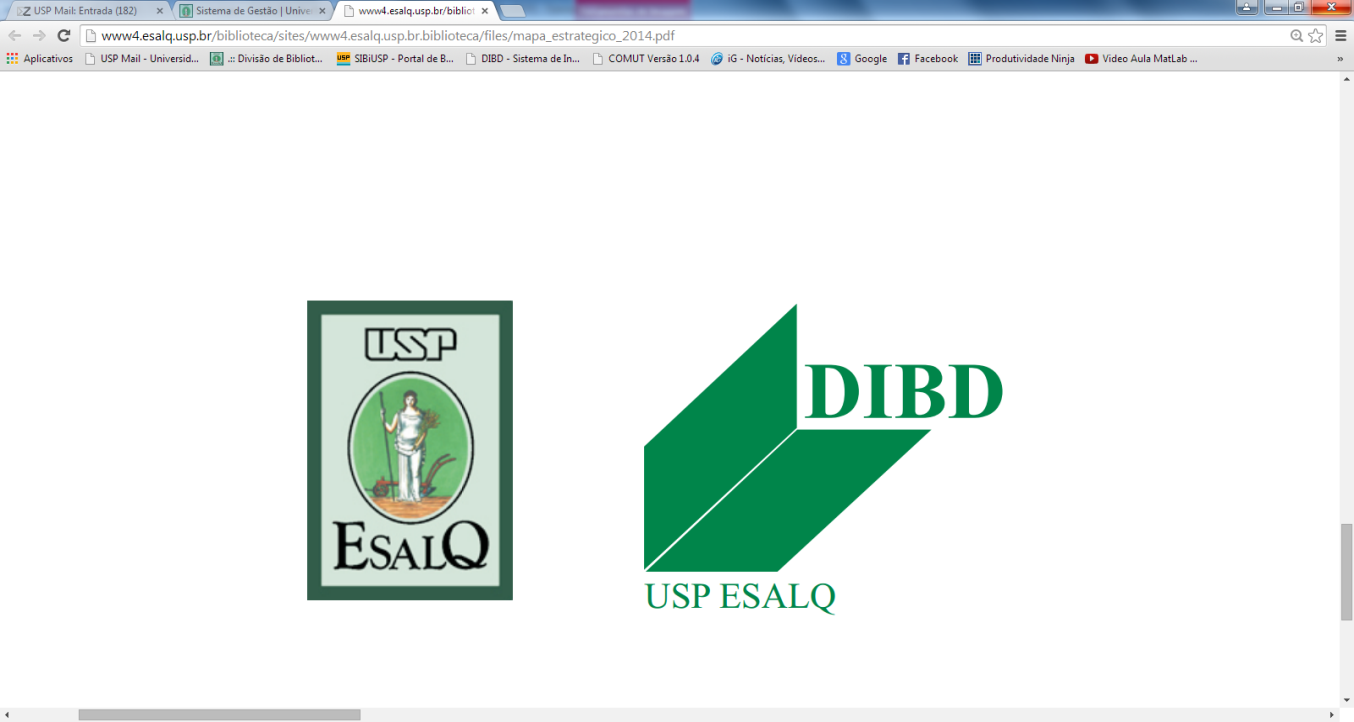 USP Mail: Entrada (182)
Sistema de Gestão | Unive
www4.esalq.usp.br/bibliot
www4.esalq.usp.br/biblioteca/sites/www4.esalq.usp.br.biblioteca/files/mapa_estrategico_2014.pdf
Aplicativos
USP Mail - Universid...
.:: Divisão de Bibliot...
USP
SIBiUSP - Portal de B...
DIBD - Sistema de In...
COMUT Versão 1.0.4
iG - Notícias, Vídeos...
Google
Facebook
Produtividade Ninja
Video Aula MatLab ...
USP
ESALQ
DIBD
USP ESALQ